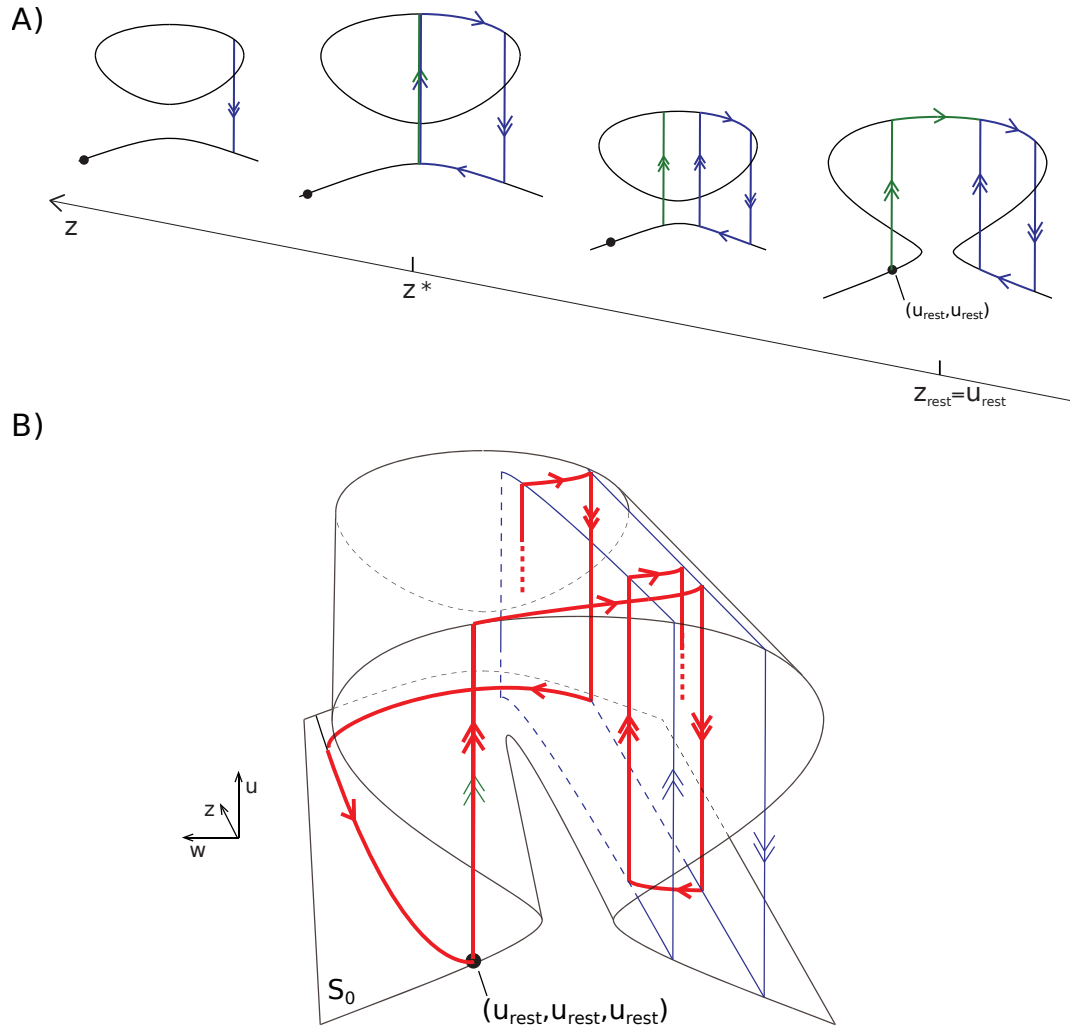 A)
z
z*
(u_rest,u_rest)
z_rest=u_rest
B)
u
z
w
S_0
(u_rest,u_rest,u_rest)